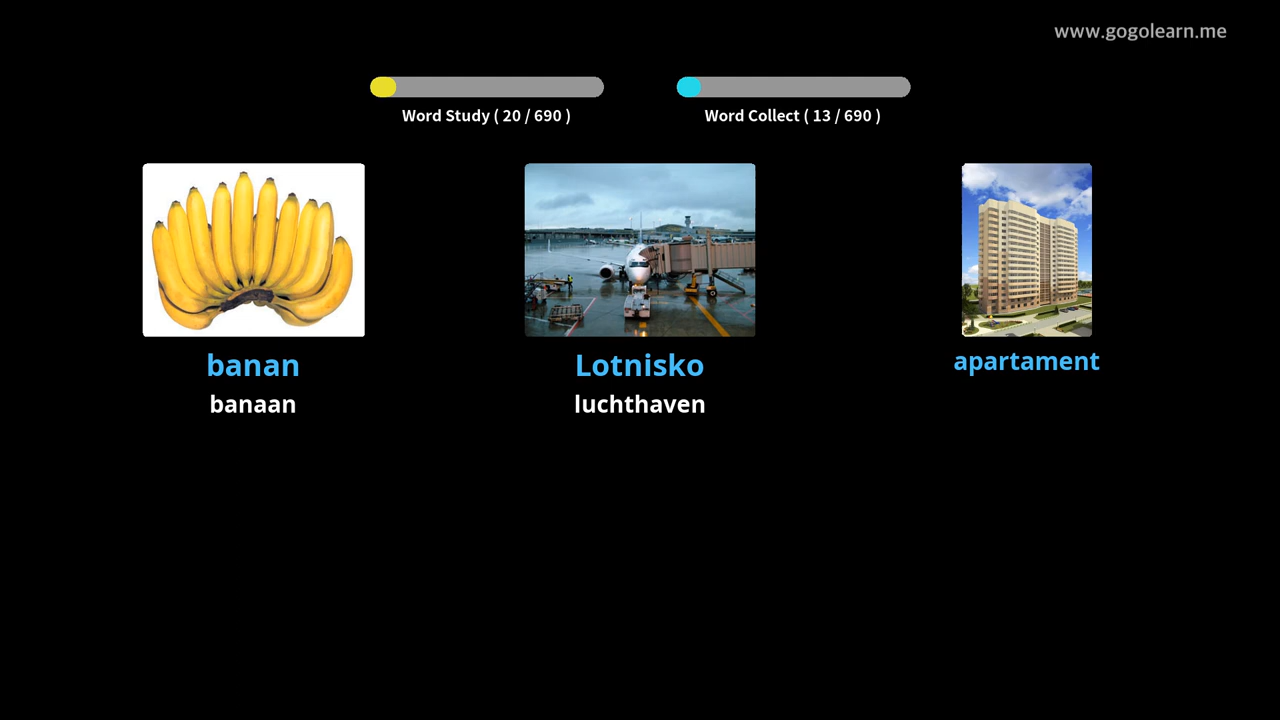 www.gogolearn.me
Word Study ( 20 / 690 )
Word Collect ( 13 / 690 )
banan
banaan
Lotnisko
luchthaven
apartament